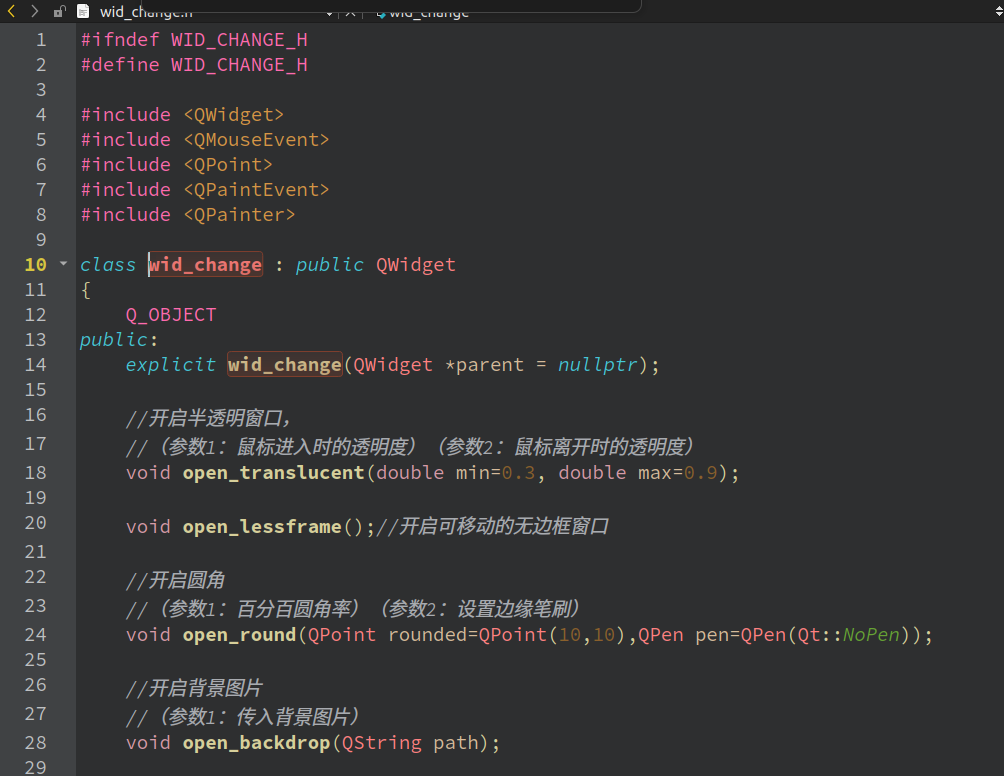 wid_change.h
wid_change
1 #ifndef WID_CHANGE_H
2 #define WID_CHANGE_H
3
4 #include <QWidget>
5 #include <QMouseEvent>
6 #include <QPoint>
7 #include <QPaintEvent>
8 #include <QPainter>
9
10 class wid_change : public QWidget
11 {
12     Q_OBJECT
13 public:
14     explicit wid_change(QWidget *parent = nullptr);
15
16     //开启半透明窗口，
17     //（参数1：鼠标进入时的透明度）（参数2：鼠标离开时的透明度）
18     void open_translucent(double min=0.3, double max=0.9);
19
20     void open_lessframe();//开启可移动的无边框窗口
21
22     //开启圆角
23     //（参数1：百分百圆角率）（参数2：设置边缘笔刷）
24     void open_round(QPoint rounded=QPoint(10,10),QPen pen=QPen(Qt::NoPen));
25
26     //开启背景图片
27     //（参数1：传入背景图片）
28     void open_backdrop(QString path);
29